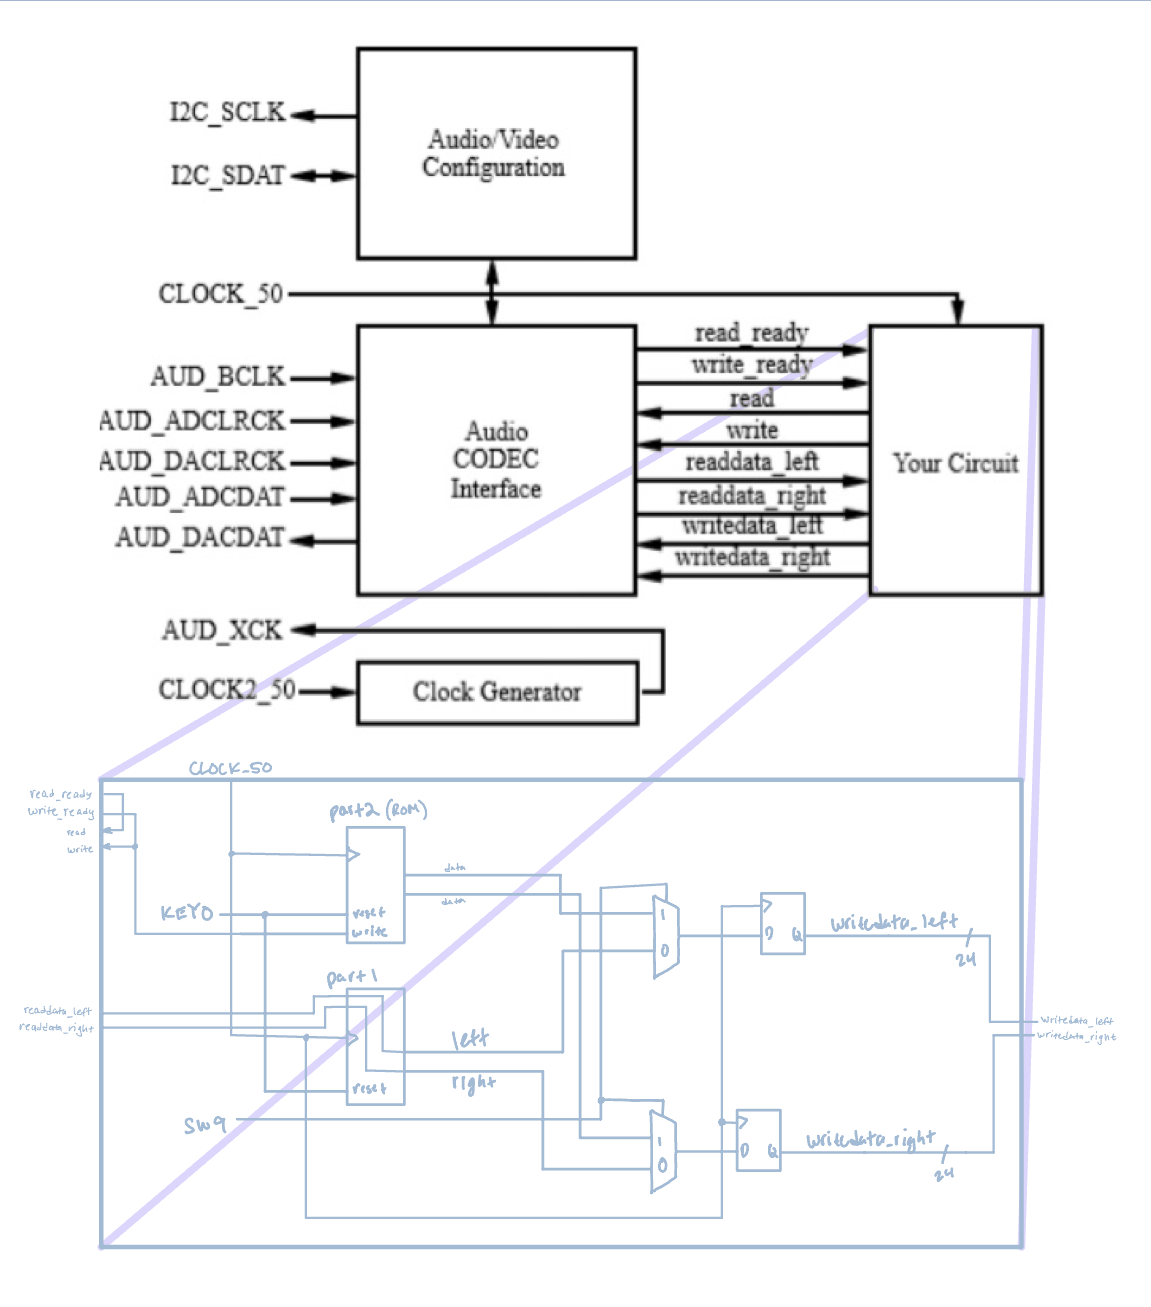 I2C_SCLK
I2C_SDAT
Audio/Video
Configuration
CLOCK_50
AUD_BCLK
AUD_ADCLRCK
AUD_DACLRCK
AUD_ADCDAT
AUD_DACDAT
Audio
CODEC
Interface
read_ready
write_ready
read
write
readdata_left
readdata_right
writedata_left
writedata_right
Your Circuit
AUD_XCK
CLOCK2_50
Clock Generator
CLOCK_50
read_ready
write_ready
read
write
part2 (ROM)
data
data
KEY0
reset
write
1
0
D Q
writedata_left
24
part1
readdata_left
readdata_right
left
right
reset
SW9
1
0
D Q
writedata_right
24
writedata_left
writedata_right